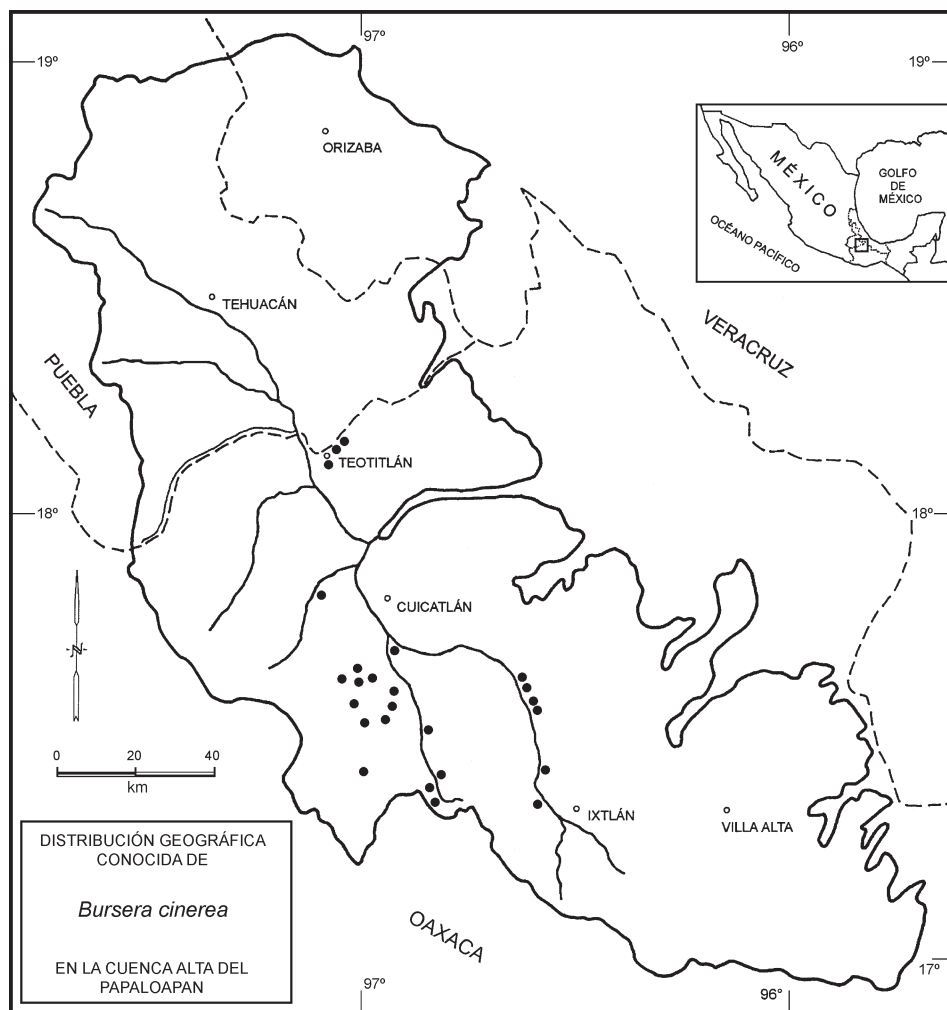 97º
96º
19º
19º
ORIZABA
MÉXICO
GOLFO
DE
MÉXICO
OCÉANO PACÍFICO
TEHUACÁN
VERACRUZ
PUEBLA
TEOTITLÁN
18º
18º
CUICATLÁN
N
0 20 40
km
IXTLÁN
VILLA ALTA
DISTRIBUCIÓN GEOGRÁFICA
CONOCIDA DE
Bursera cinerea
EN LA CUENCA ALTA DEL
PAPALOAPAN
OAXACA
17º
97º
96º